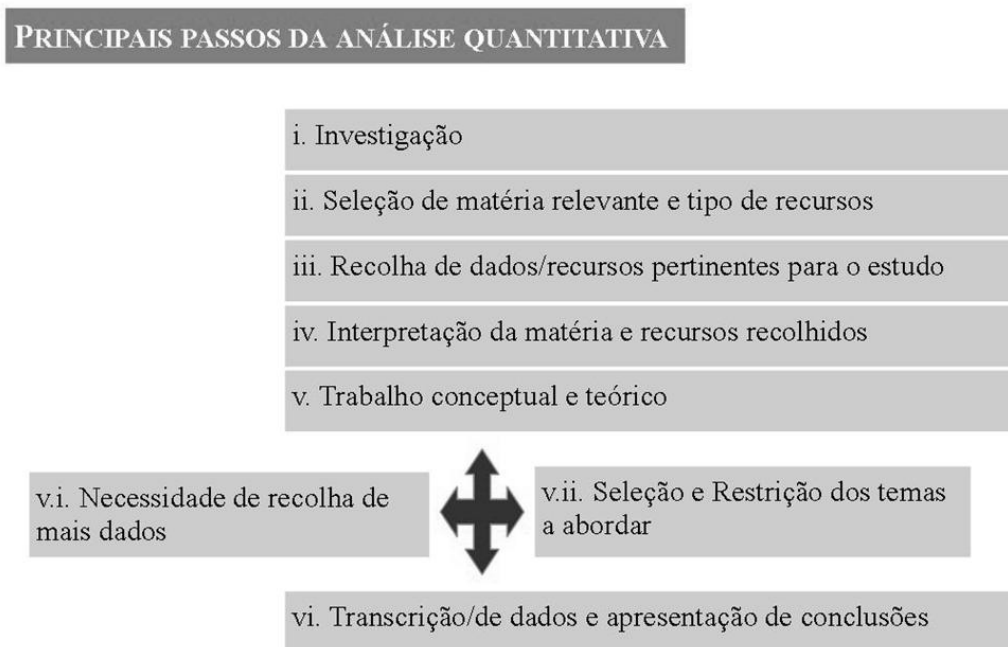 PRINCIPAIS PASSOS DA ANÁLISE QUANTITATIVA
i. Investigação
ii. Seleção de matéria relevante e tipo de recursos
iii. Recolha de dados/recursos pertinentes para o estudo
iv. Interpretação da matéria e recursos recolhidos
v. Trabalho conceptual e teórico
v.i. Necessidade de recolha de
mais dados
v.ii. Seleção e Restrição dos temas
a abordar
vi. Transcrição/de dados e apresentação de conclusões